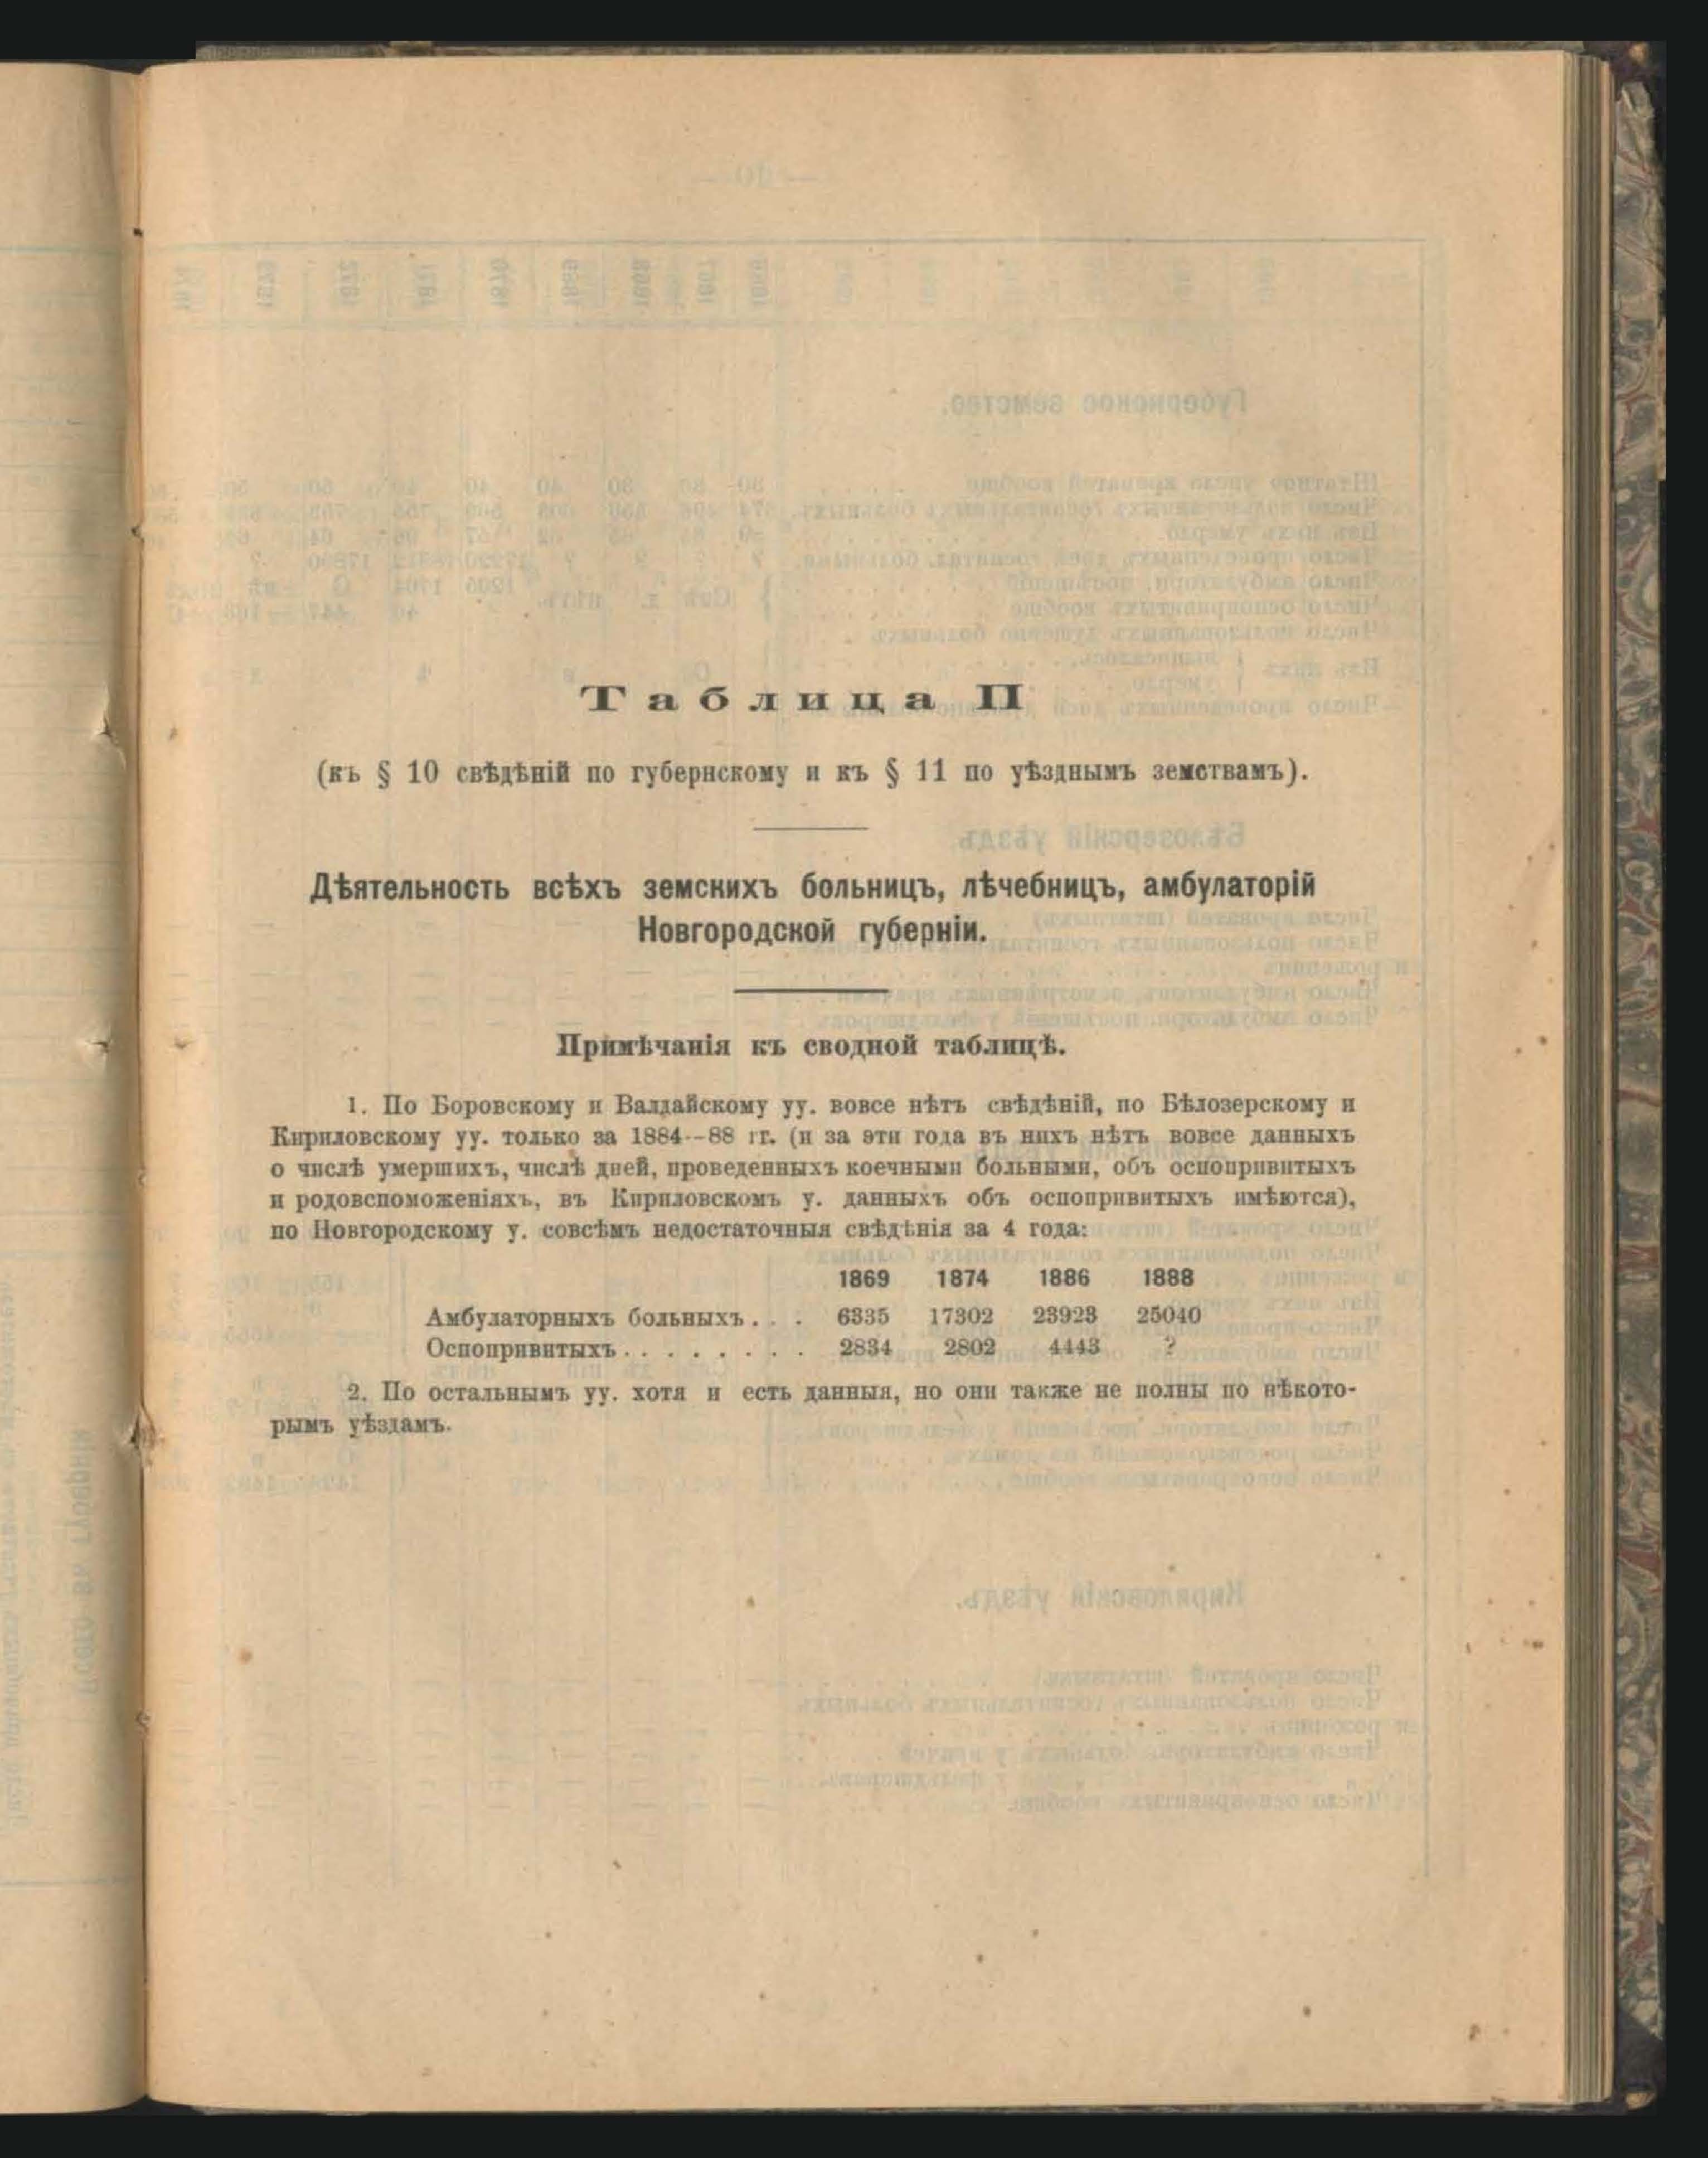 Таблица II
(къ § 10 свѣдѣній по губернскому и къ § 11 по уѣзднымъ земствамъ).
Дѣятельность всѣхъ земскихъ больницъ, лѣчебницъ, амбулаторій
Новгородской губерніи.
Примѣчанія къ сводной таблицѣ.
1. По Боровскому и Валдайскому уу. вовсе нѣтъ свѣдѣній, по Бѣлозерскому и
Кириловскому уу. только за 1884--88 гг. (и за эти года въ нихъ нѣтъ вовсе данныхъ
о числѣ умершихъ, числѣ дней, проведенныхъ коечными больными, объ оспопривитыхъ
и родовспоможеніяхъ, въ Кириловскомъ у. данныхъ объ оспопривитыхъ имѣются),
по Новгородскому у. совсѣмъ недостаточныя свѣдѣнія за 4 года:
1869 1874 1886 1888
Амбулаторныхъ больныхъ . . . 6335 17302 23923 25040
Оспопривитыхъ . . . . . . . . 2834 2802 4443 ?
2. По остальнымъ уу. хотя и есть данныя, но они также не полны по нѣкото-
рымъ уѣздамъ.